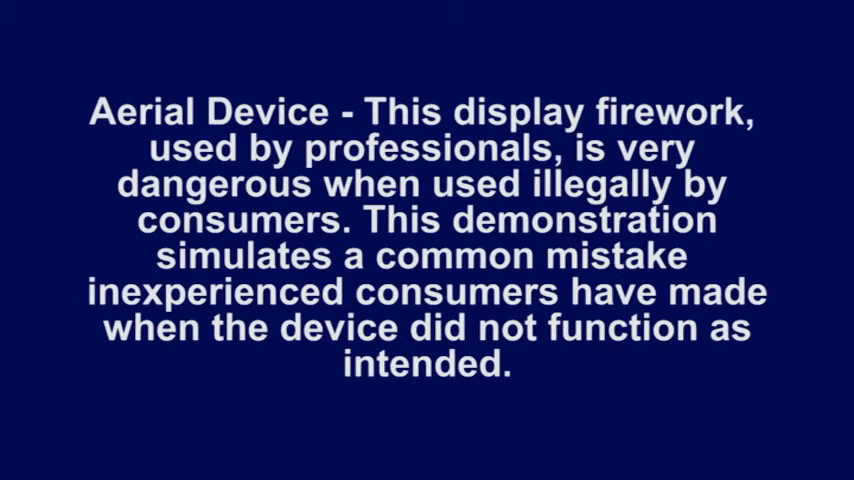 Aerial Device - This display firework,
used by professionals, is very
dangerous when used illegally by
consumers. This demonstration
simulates a common mistake
inexperienced consumers have made
when the device did not function as
intended.